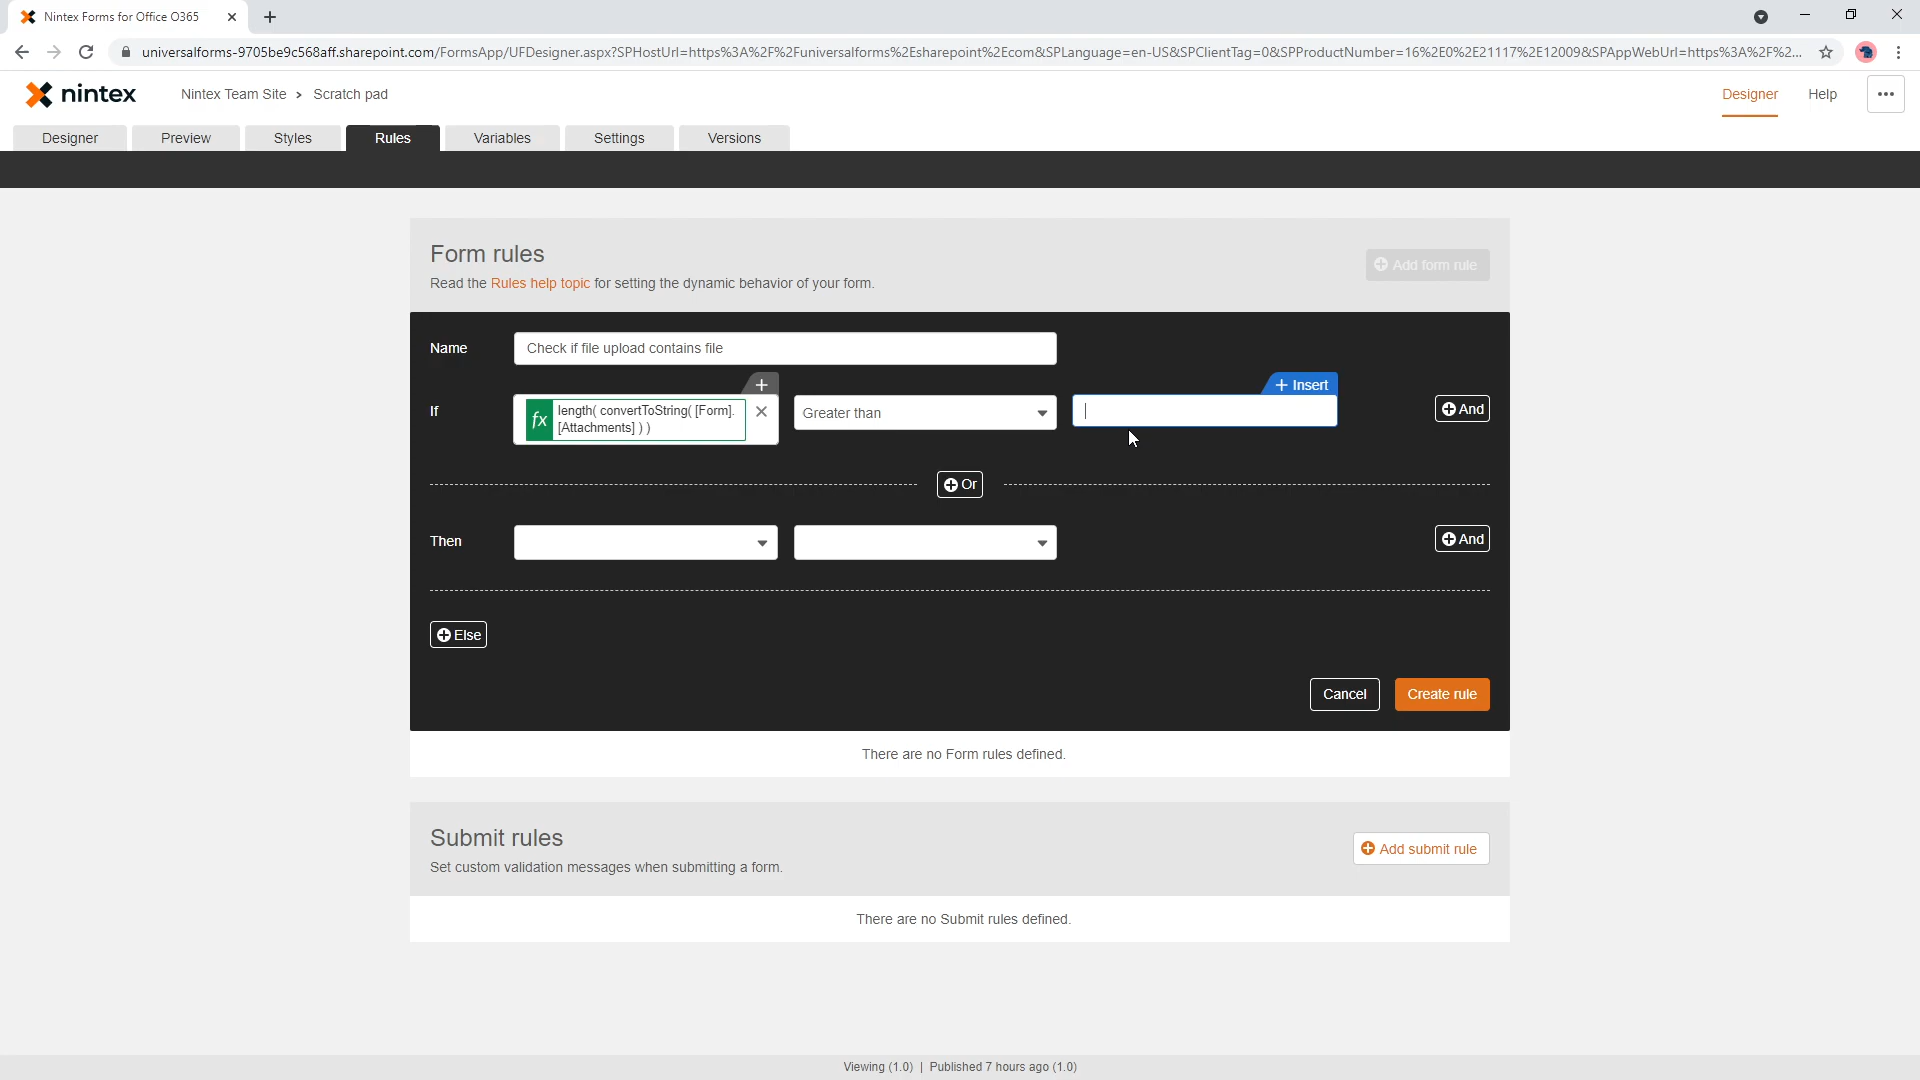 Nintex Forms for Office O365
universalforms-9705be9c568aff.sharepoint.com/FormsApp/UFDesigner.aspx?SPHostUrl=https%3A%2F%2Funiversalforms%2Esharepoint%2Ecom&SPLanguage=en-US&SPClientTag=0&SPProductNumber=16%2E0%2E21117%2E12009&SPAppWebUrl=https%3A%2F%2...
nintex Nintex Team Site > Scratch pad Designer Help
Designer Preview Styles Rules Variables Settings Versions
Form rules
Add form rule
Read the Rules help topic for setting the dynamic behavior of your form.
Name Check if file upload contains file
+ + Insert
If fx length( convertToString( [Form]. Greater than And
[Attachments] ) )
Or
Then And
Else
Cancel Create rule
There are no Form rules defined.
Submit rules
Add submit rule
Set custom validation messages when submitting a form.
There are no Submit rules defined.
Viewing (1.0) | Published 7 hours ago (1.0)